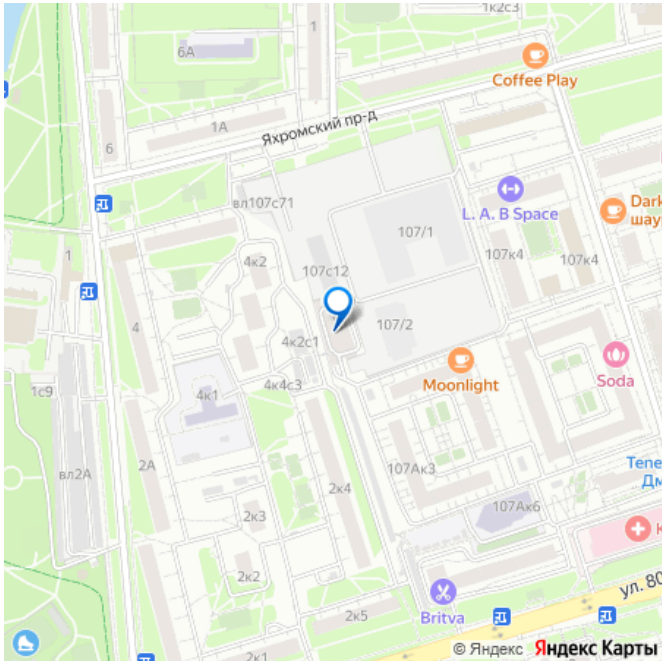 1к2с3
1
6А
Coffee Play
1А
Яхромский пр-д
6
вл107с71
L. A. B Space
Dark
шау
107/1
1
4к2
107с12
107к4
107к4
4
107/2
4к2с1
Moonlight
Soda
4к4с3
1с9
4к1
вл2А
2А
107Ак3
Тепе
Дм
2к4
107Ак6
2к3
К
2к2
ул. 80
Britva
2к5
2к1
© Яндекс Яндекс Карты